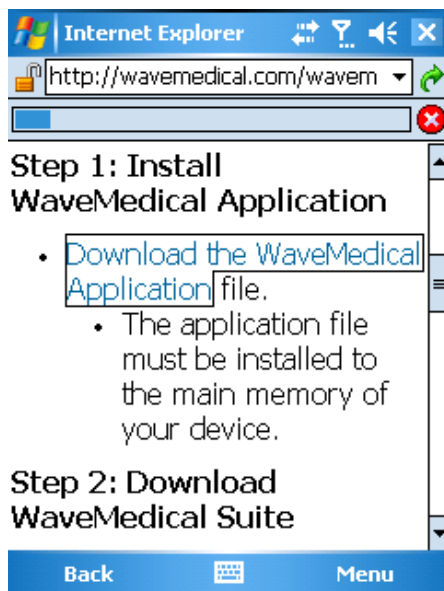 Internet Explorer
http://wavemedical.com/wavem
Step 1: Install
WaveMedical Application
• Download the WaveMedical
Application file.
• The application file
must be installed to
the main memory of
your device.
Step 2: Download
WaveMedical Suite
Back Menu